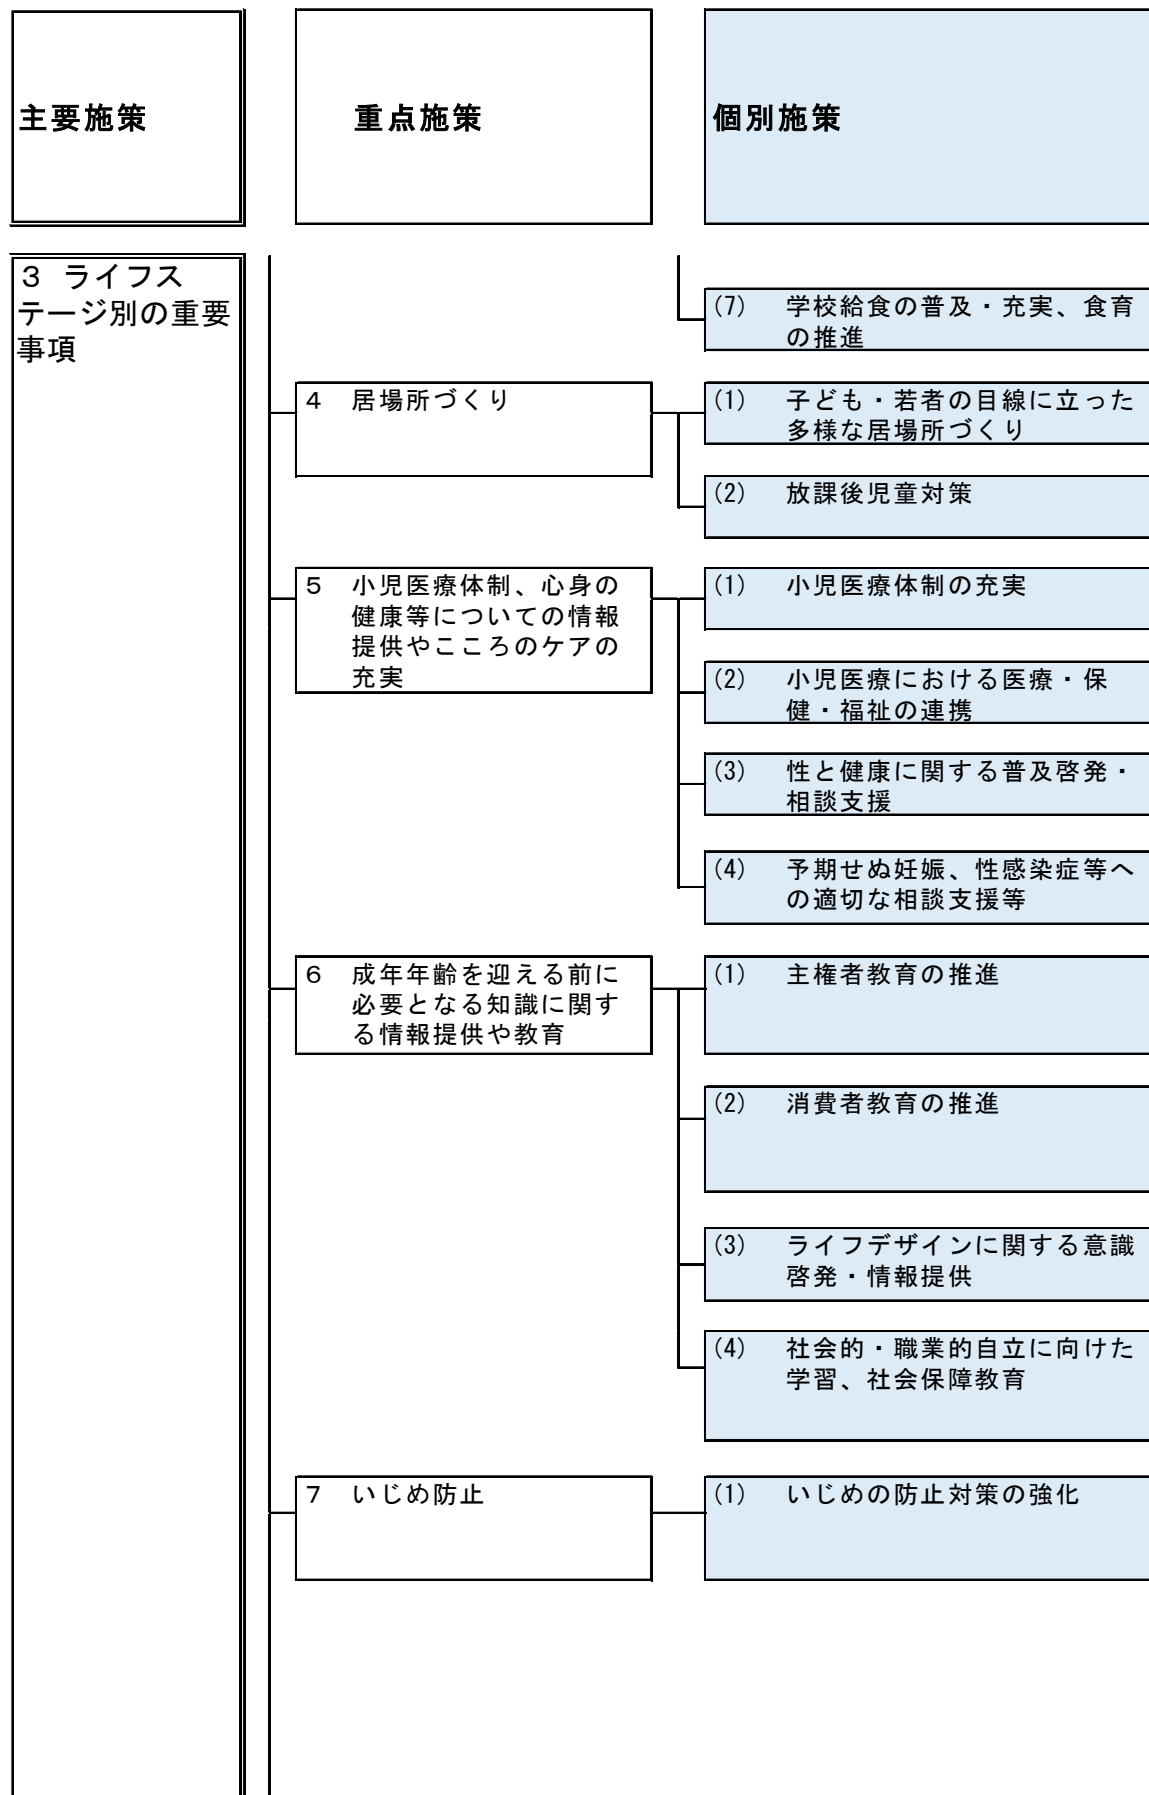 主要施策
重点施策
個別施策
３ ライフス
テージ別の重要
事項
(7) 学校給食の普及・充実、食育
の推進
４ 居場所づくり
(1) 子ども・若者の目線に立った
多様な居場所づくり
(2) 放課後児童対策
５ 小児医療体制、心身の
健康等についての情報
提供やこころのケアの
充実
(1) 小児医療体制の充実
(2) 小児医療における医療・保
健・福祉の連携
(3) 性と健康に関する普及啓発・
相談支援
(4) 予期せぬ妊娠、性感染症等へ
の適切な相談支援等
６ 成年年齢を迎える前に
必要となる知識に関す
る情報提供や教育
(1) 主権者教育の推進
(2) 消費者教育の推進
(3) ライフデザインに関する意識
啓発・情報提供
(4) 社会的・職業的自立に向けた
学習、社会保障教育
７ いじめ防止
(1) いじめの防止対策の強化